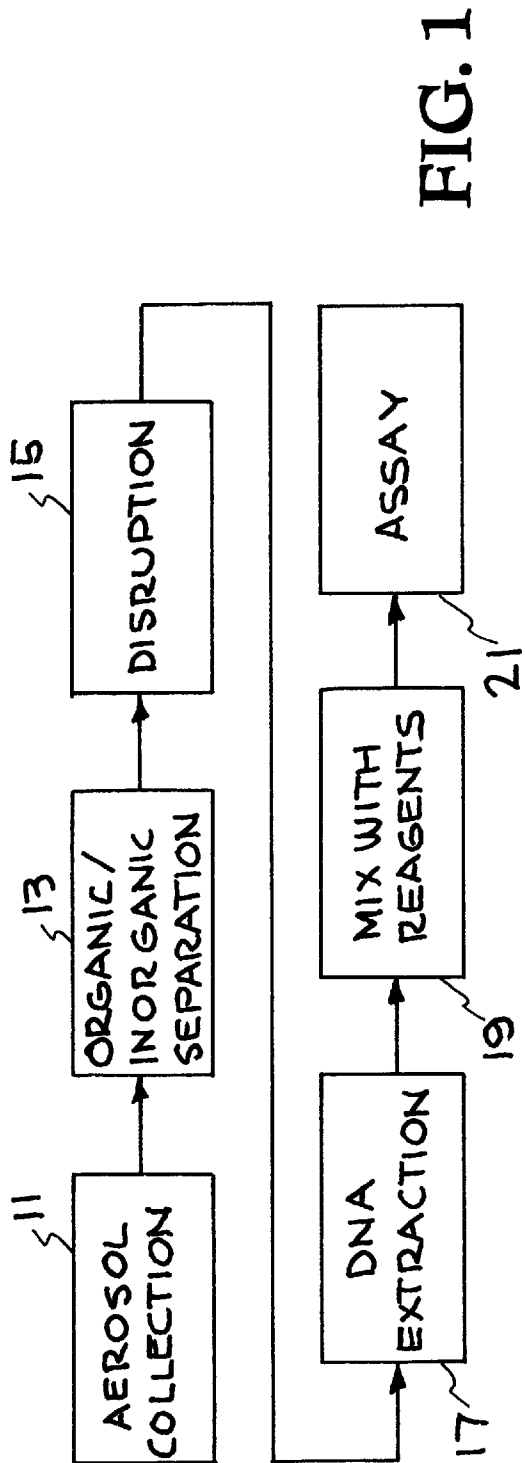 11
AEROSOL
COLLECTION
13
ORGANIC/
INORGANIC
SEPARATION
15
DISRUPTION
17
DNA
EXTRACTION
19
MIX WITH
REAGENTS
21
ASSAY
FIG. 1